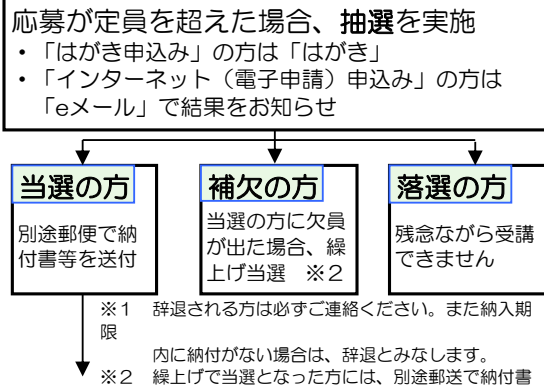 応募が定員を超えた場合、抽選を実施
・「はがき申込み」の方は「はがき」
・「インターネット（電子申請）申込み」の方は
「eメール」で結果をお知らせ
当選の方
別途郵便で納
付書等を送付
補欠の方
当選の方に欠員
が出た場合、繰
上げ当選　※２
落選の方
残念ながら受講
できません
※１　辞退される方は必ずご連絡ください。また納入期
限
内に納付がない場合は、辞退とみなします。
※２　繰上げで当選となった方には、別途郵送で納付書